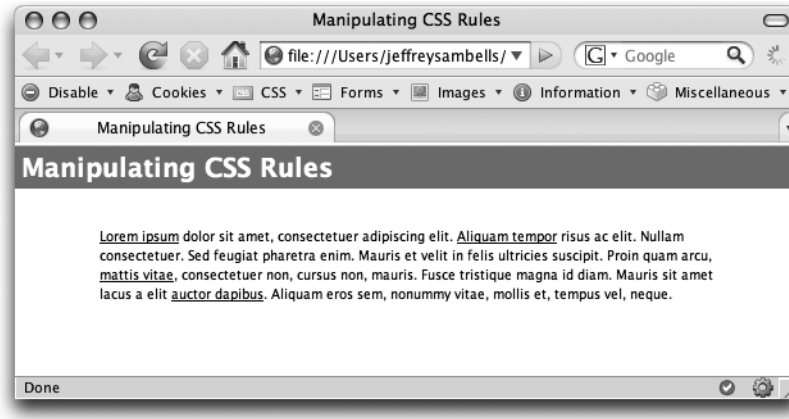 Manipulating CSS Rules
file:///Users/jeffreysambells/ G Google
Disable Cookies CSS Forms Images Information Miscellaneous
Manipulating CSS Rules
Manipulating CSS Rules
Lorem ipsum dolor sit amet, consectetuer adipiscing elit. Aliquam tempor risus ac elit. Nullam
consectetuer. Sed feugiat pharetra enim. Mauris et velit in felis ultricies suscipit. Proin quam arcu,
mattis vitae, consectetuer non, cursus non, mauris. Fusce tristique magna id diam. Mauris sit amet
lacus a elit auctor dapibus. Aliquam eros sem, nonummy vitae, mollis et, tempus vel, neque.
Done